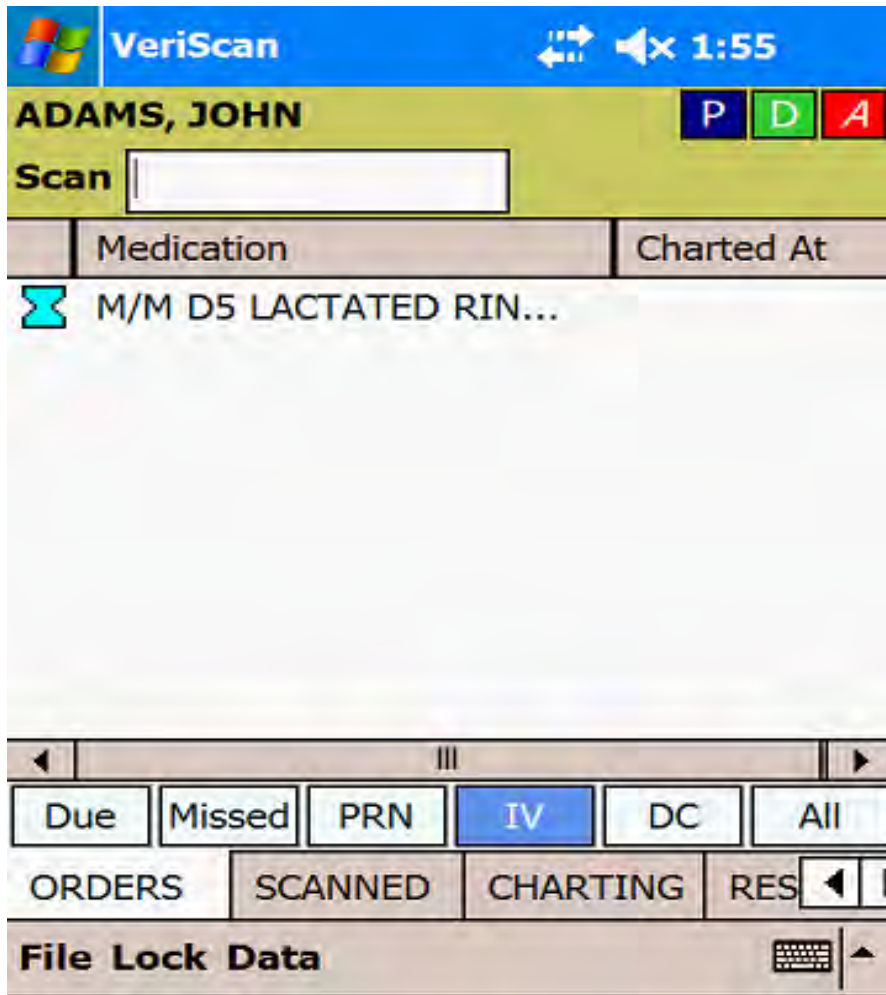 VeriScan 1:55
ADAMS, JOHN P D A
Scan
Medication Charted At
M/M D5 LACTATED RIN...
Due Missed PRN IV DC All
ORDERS SCANNED CHARTING RES
File Lock Data